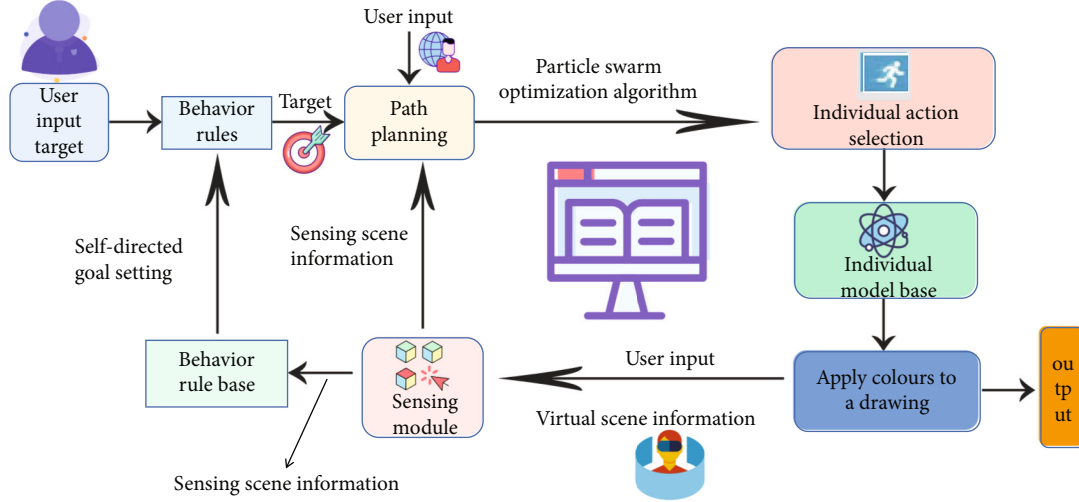 User input
User
input
target
Behavior
rules
Target
Path
planning
Particle swarm
optimization algorithm
Individual action
selection
Self-directed
goal setting
Sensing scene
information
Individual
model base
Behavior
rule base
Sensing
module
User input
Virtual scene information
Apply colours to
a drawing
ou
tp
ut
Sensing scene information